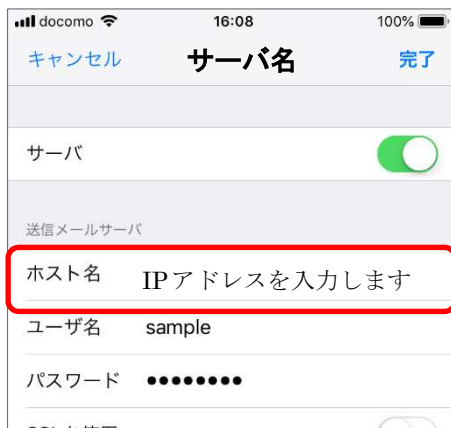 docomo 16:08 100%
キャンセル サーバ名 完了
サーバ
送信メールサーバ
ホスト名 IPアドレスを入力します
ユーザ名 sample
パスワード ●●●●●●●●